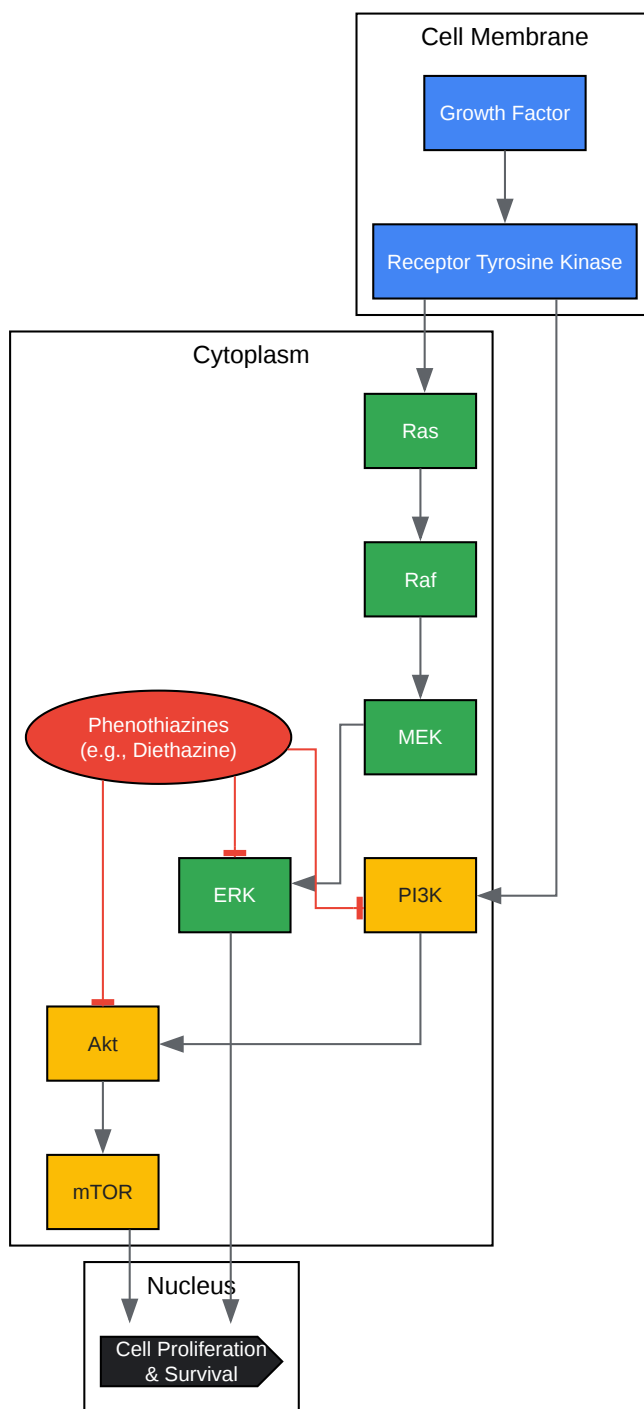 Cell Membrane
Growth Factor
Receptor Tyrosine Kinase
Cytoplasm
Ras
Raf
Phenothiazines
(e.g., Diethazine)
MEK
ERK
PI3K
Akt
mTOR
Nucleus
Cell Proliferation
& Survival